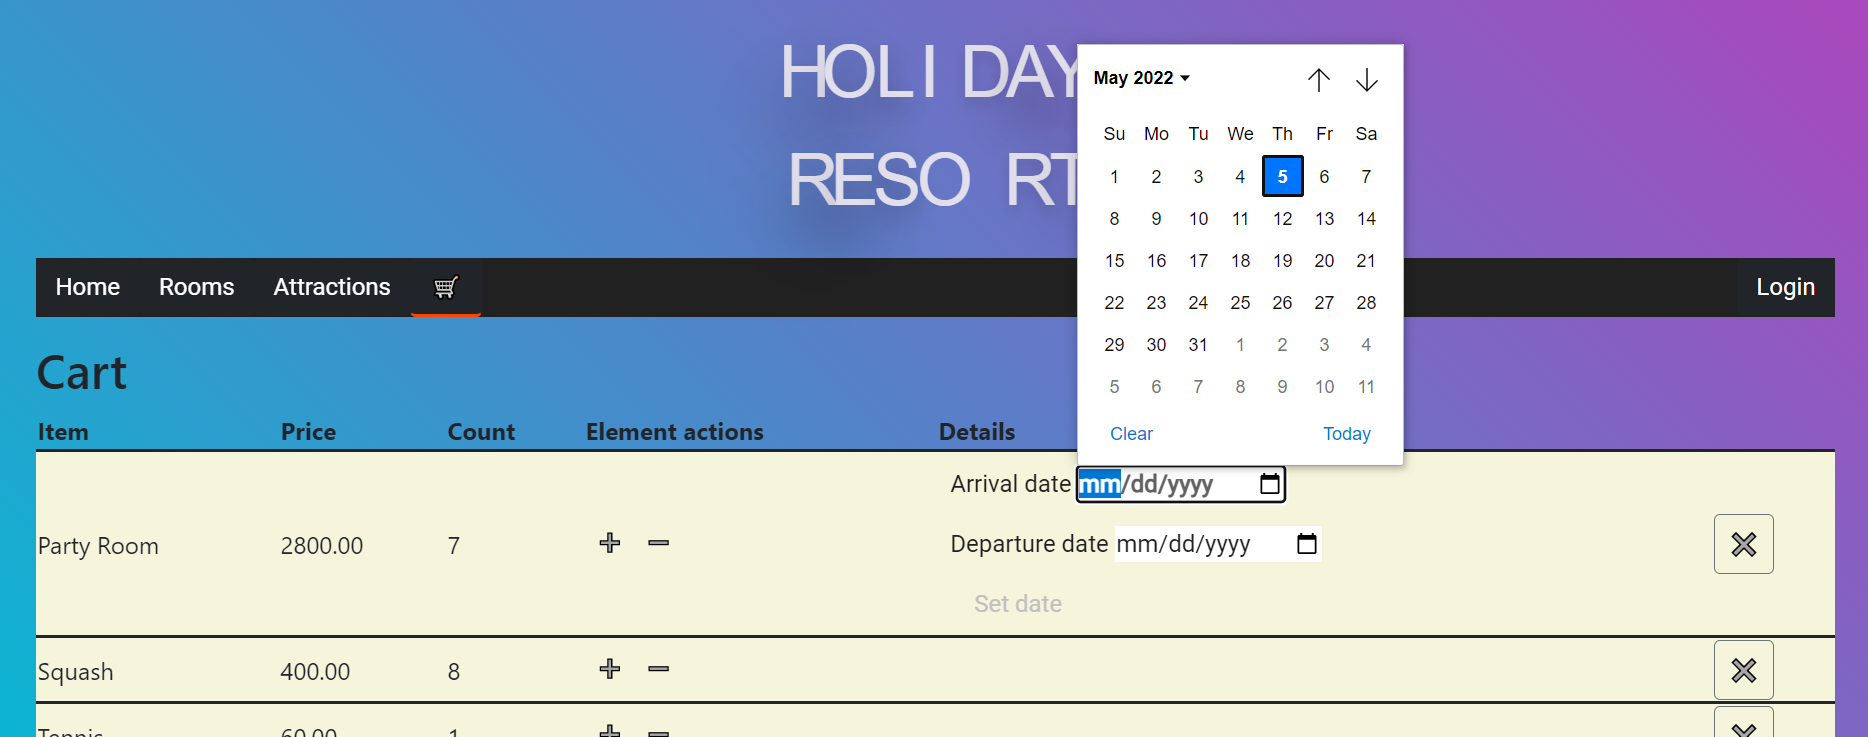 HOLIDAY
RESORT
Home Rooms Attractions Login
Cart
Item Price Count Element actions Details
May 2022
Su Mo Tu We Th Fr Sa
1 2 3 4 5 6 7
8 9 10 11 12 13 14
15 16 17 18 19 20 21
22 23 24 25 26 27 28
29 30 31 1 2 3 4
5 6 7 8 9 10 11
Clear Today
Arrival date mm/dd/yyyy
Party Room 2800.00 7 + −
Departure date mm/dd/yyyy
Set date
Squash 400.00 8 + −
Tennis 60.00 1 + −